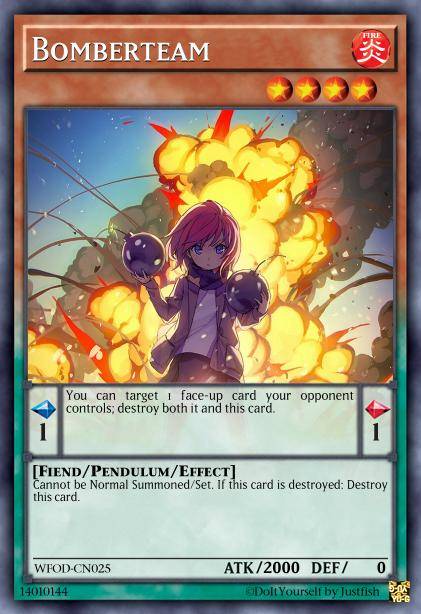 BOMBERTEAM
FIRE
炎
You can target 1 face-up card your opponent
controls; destroy both it and this card.
1
1
[FIEND/PENDULUM/EFFECT]
Cannot be Normal Summoned/Set. If this card is destroyed: Destroy
this card.
WFOD-CN025
ATK/2000 DEF/ 0
14010144
©DoItYourself by Justfish